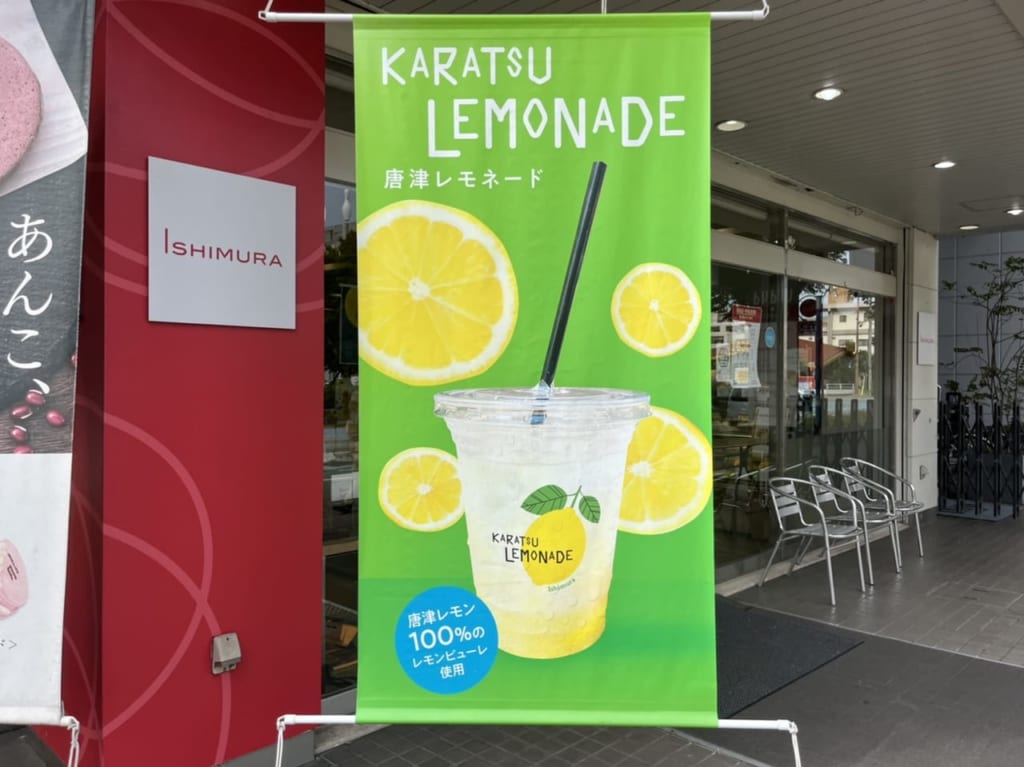 KARATSU
LEMONADE
唐津レモネード
ISHIMURA
あんこ、
KARATSU
LEMONADE
Ishimura
唐津レモン
100%の
レモンピューレ
使用